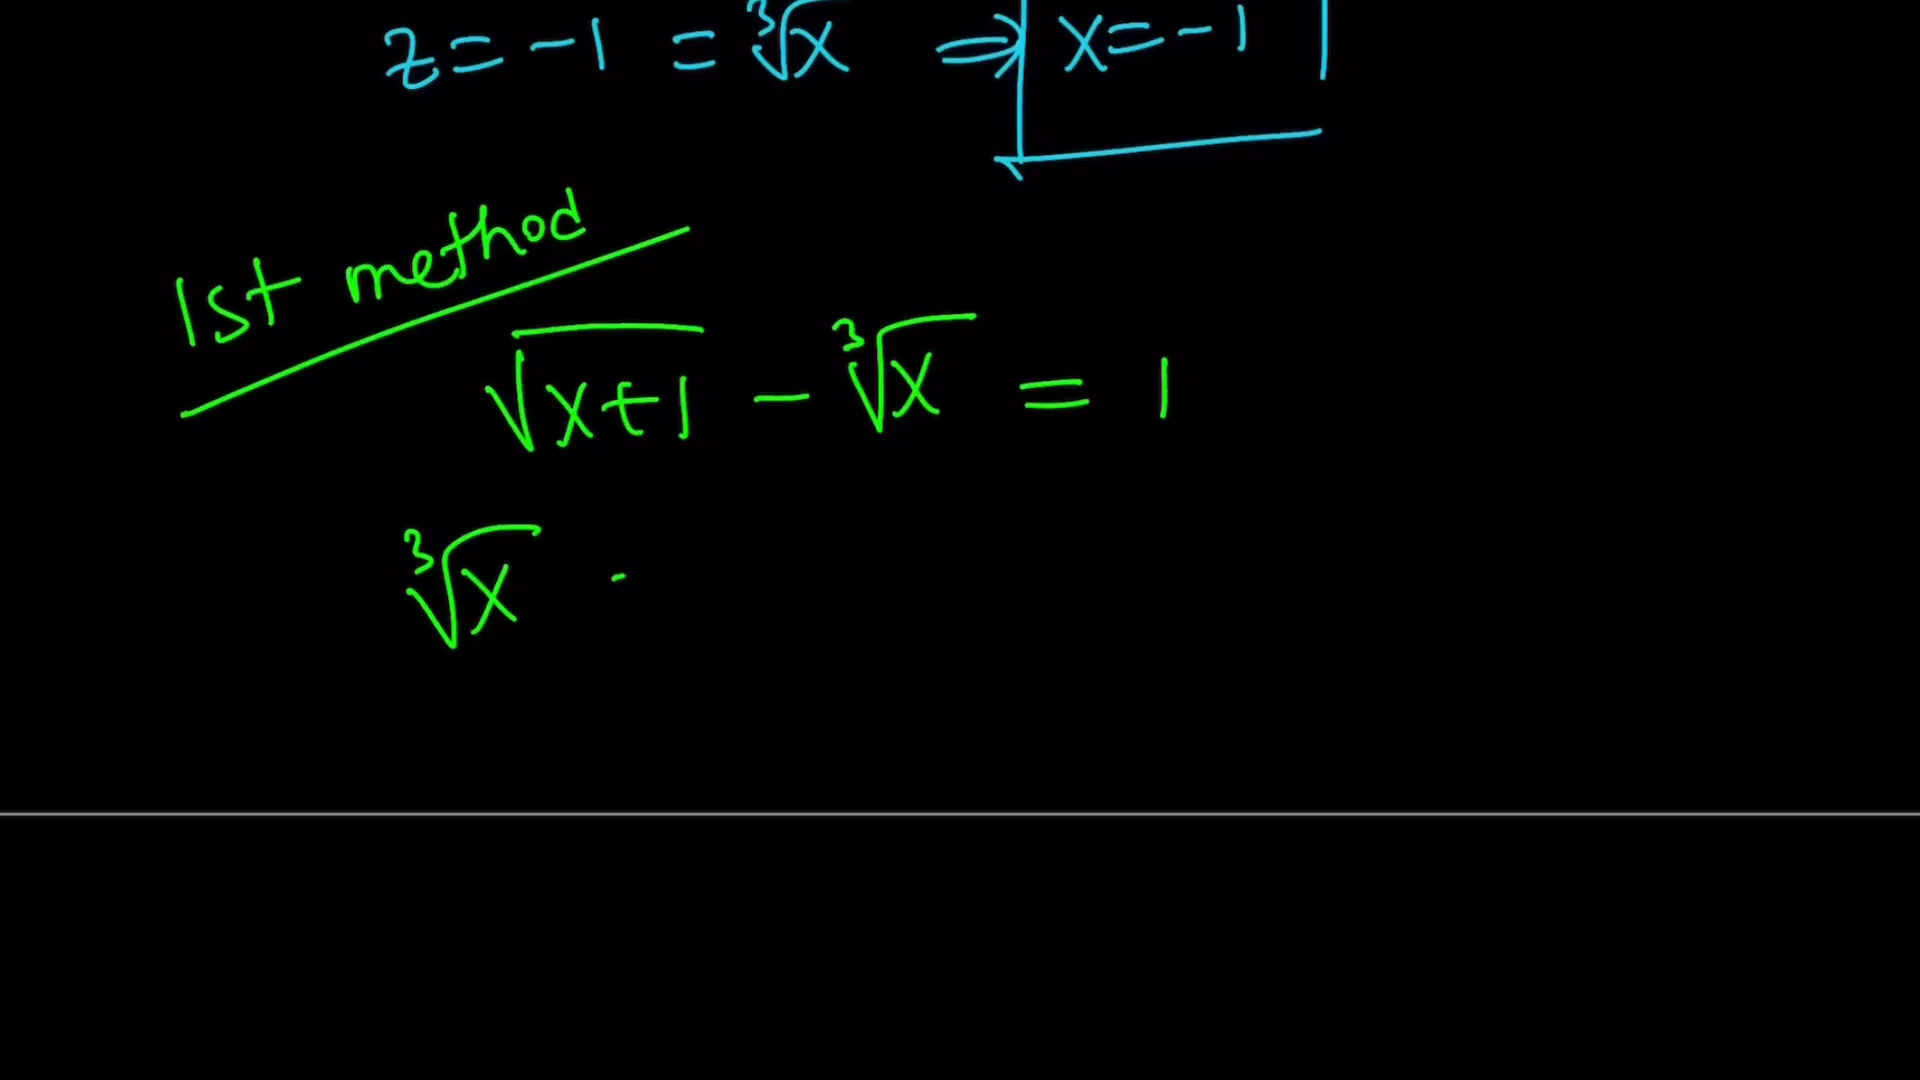 z = -1 = ∛x ⇒ x = -1
1st method
√x+1 - ∛x = 1
∛x -